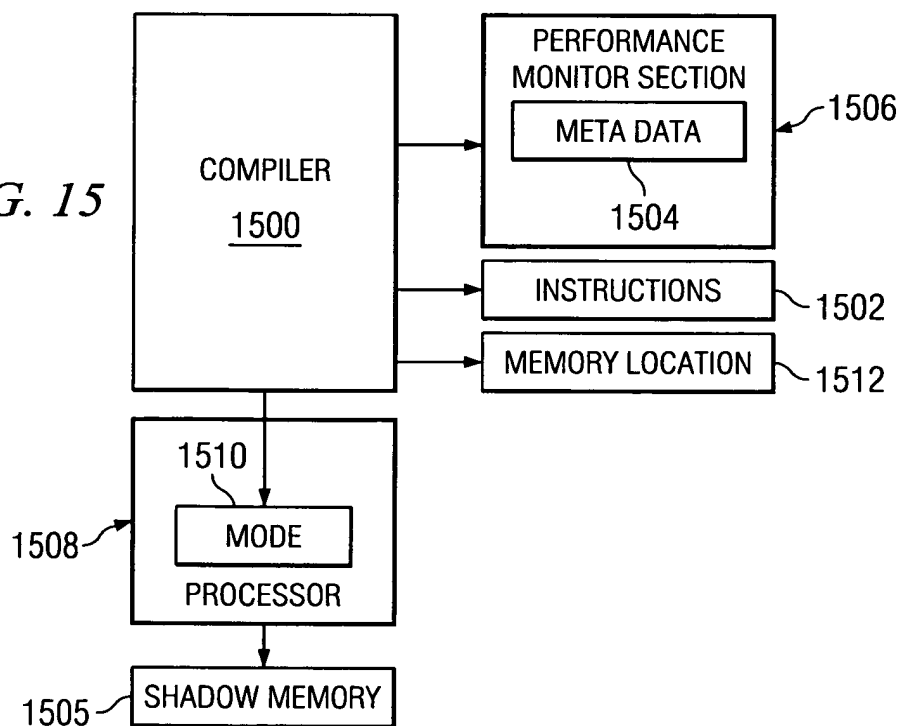 PERFORMANCE
MONITOR SECTION
META DATA
1504
1506
G. 15
COMPILER
1500
INSTRUCTIONS
1502
MEMORY LOCATION
1512
1510
MODE
PROCESSOR
1508
SHADOW MEMORY
1505